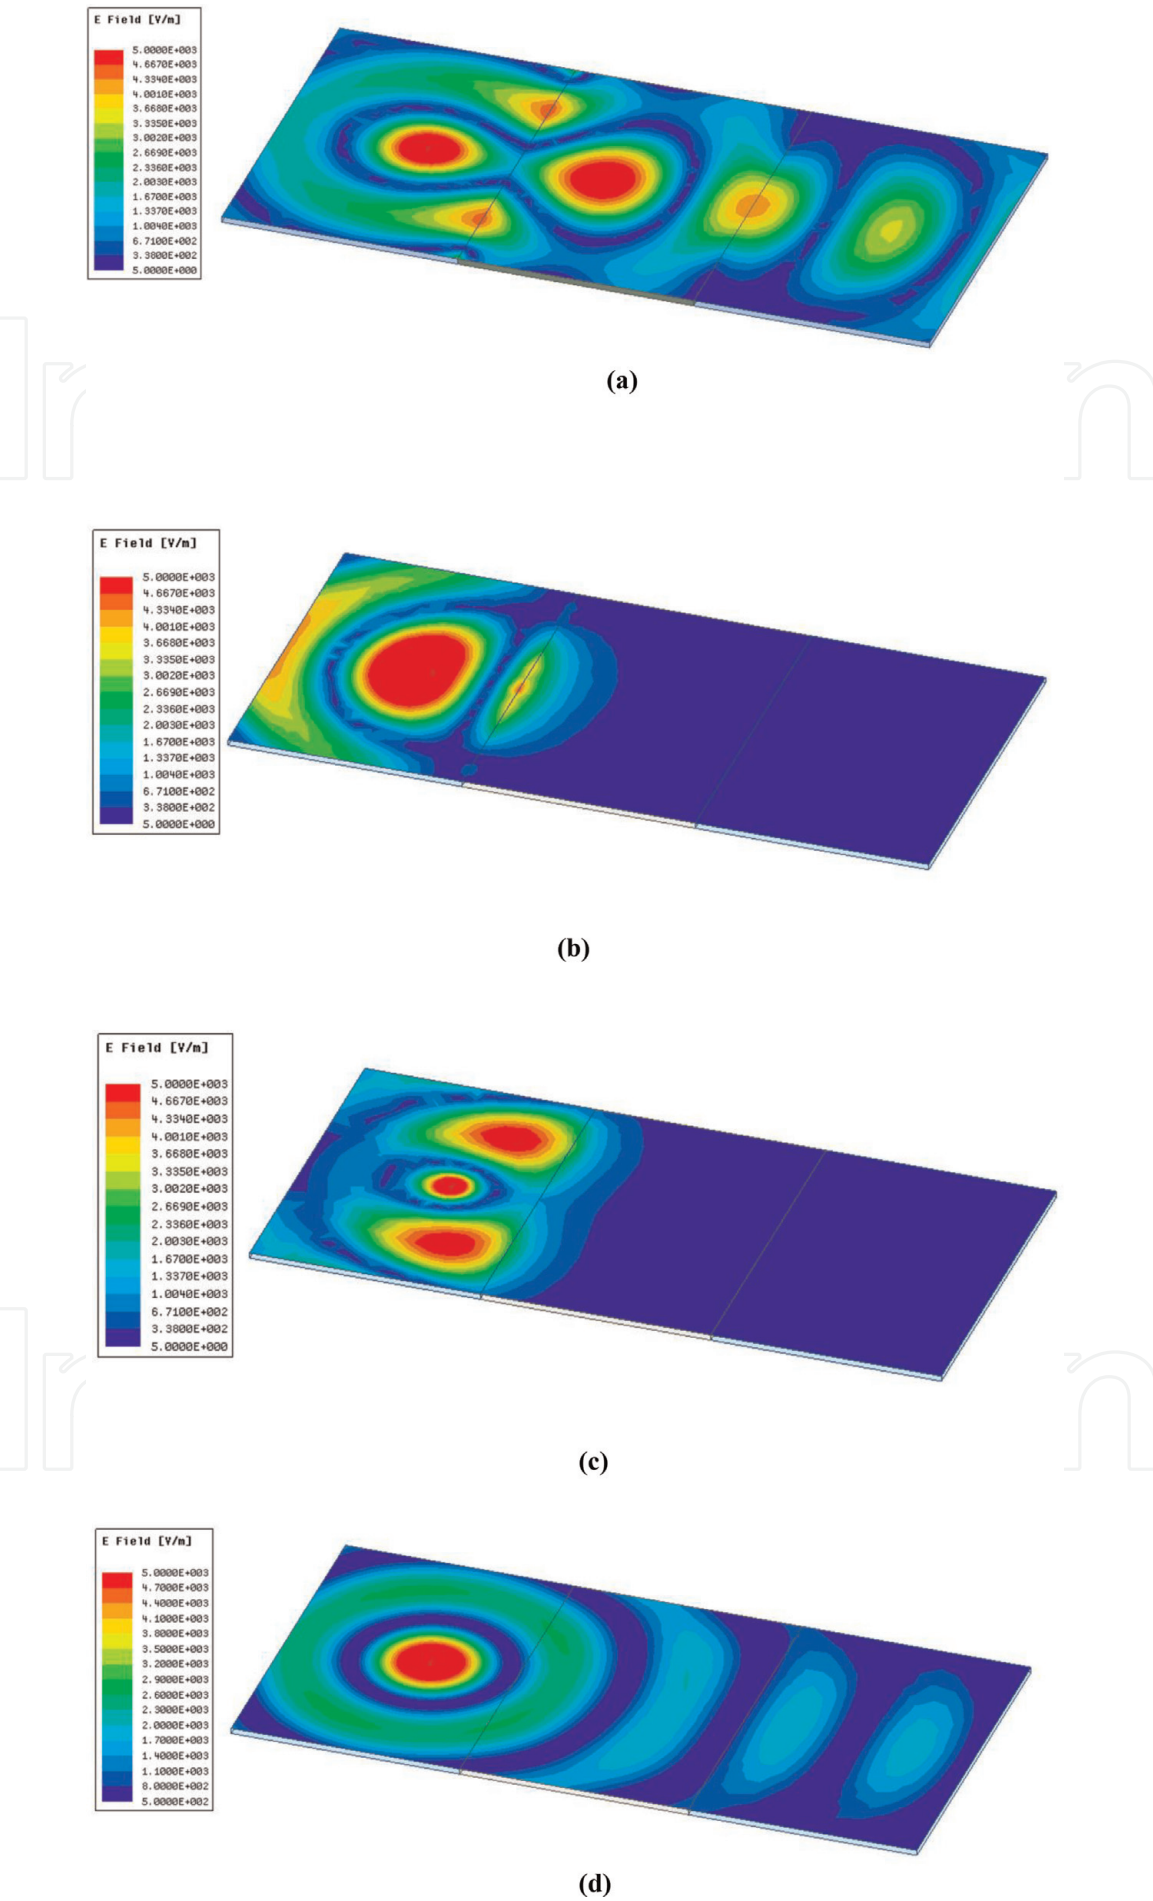 E Field [V/m]
5.0000E+003
4.6670E+003
4.3340E+003
4.0010E+003
3.6680E+003
3.3350E+003
3.0020E+003
2.6690E+003
2.3360E+003
2.0030E+003
1.6700E+003
1.3370E+003
1.0040E+003
6.7100E+002
3.3800E+002
5.0000E+000
(a)
E Field [V/m]
5.0000E+003
4.6670E+003
4.3340E+003
4.0010E+003
3.6680E+003
3.3350E+003
3.0020E+003
2.6690E+003
2.3360E+003
2.0030E+003
1.6700E+003
1.3370E+003
1.0040E+003
6.7100E+002
3.3800E+002
5.0000E+000
(b)
E Field [V/m]
5.0000E+003
4.6670E+003
4.3340E+003
4.0010E+003
3.6680E+003
3.3350E+003
3.0020E+003
2.6690E+003
2.3360E+003
2.0030E+003
1.6700E+003
1.3370E+003
1.0040E+003
6.7100E+002
3.3800E+002
5.0000E+000
(c)
E Field [V/m]
5.0000E+003
4.7000E+003
4.4000E+003
4.1000E+003
3.8000E+003
3.5000E+003
3.2000E+003
2.9000E+003
2.6000E+003
2.3000E+003
2.0000E+003
1.7000E+003
1.4000E+003
1.1000E+003
8.0000E+002
5.0000E+002
(d)